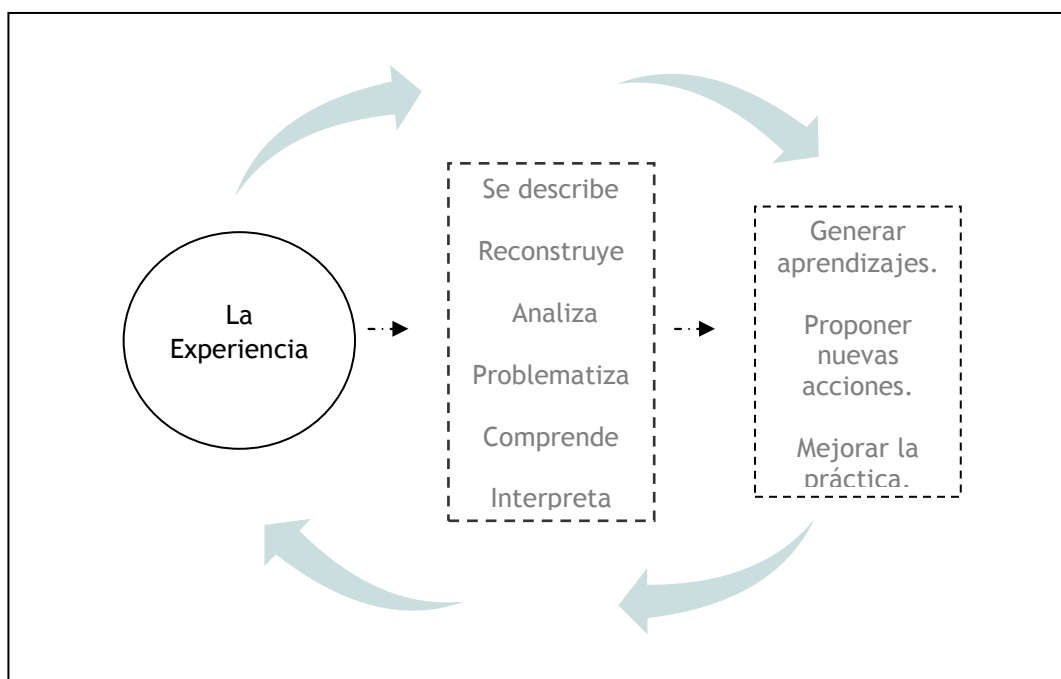 La
Experiencia
Se describe
Reconstruye
Analiza
Problematiza
Comprende
Interpreta
Generar
aprendizajes.
Proponer
nuevas
acciones.
Mejorar la
práctica.